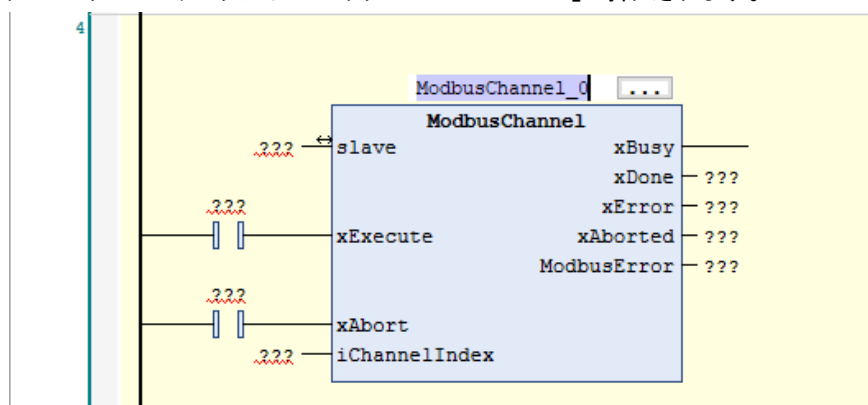 4
ModbusChannel_0 ...
ModbusChannel
??? slave xBusy
xDone ???
??? xError ???
xExecute xAborted ???
ModbusError ???
???
xAbort
??? iChannelIndex